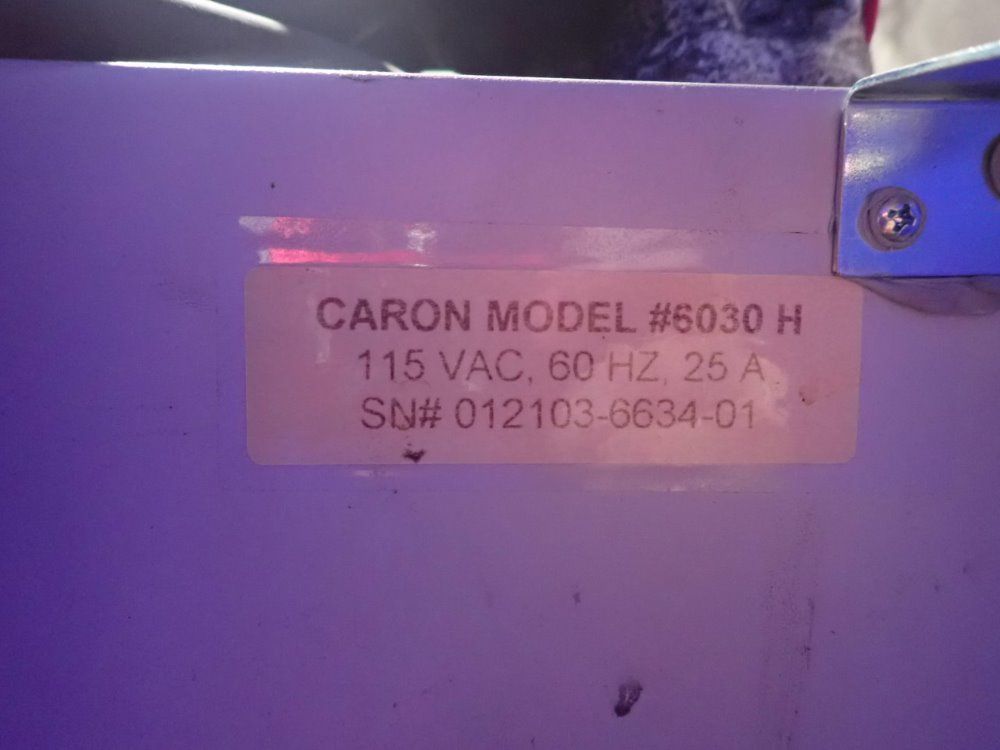 CARON MODEL #6030 H
115 VAC, 60 HZ, 25 A
SN# 012103-6634-01